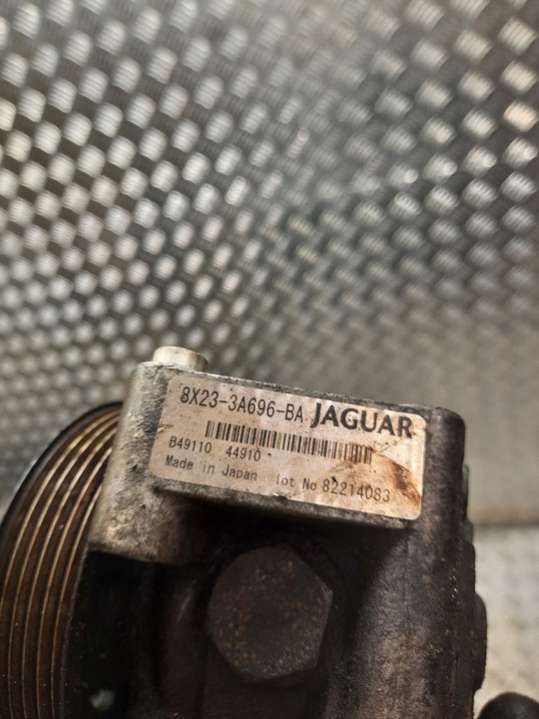 8X23-3A696-BA JAGUAR
B49110 44910
Made in Japan lot No 82214083